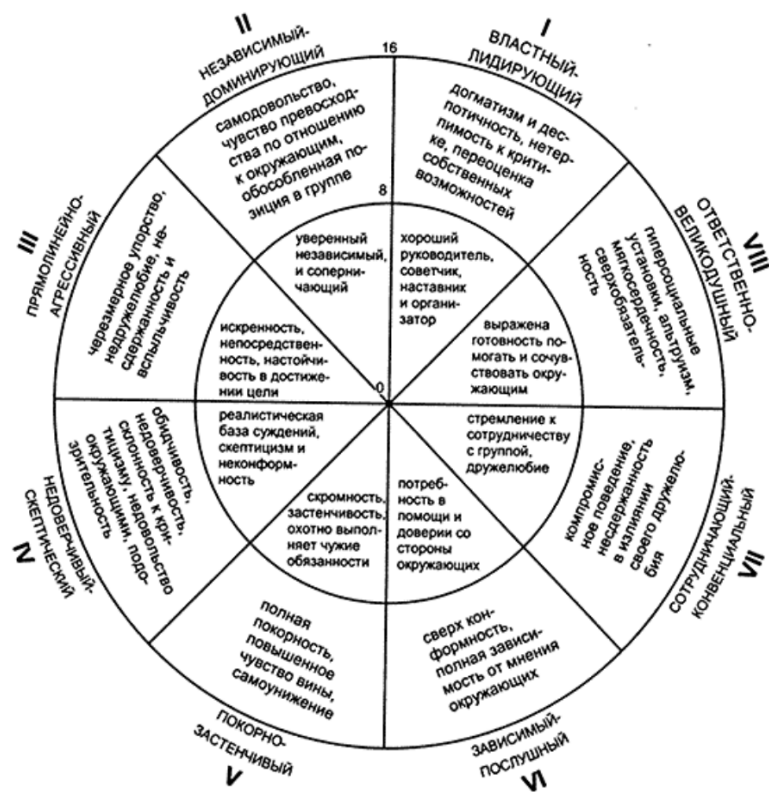 I
ВЛАСТНЫЙ-
ЛИДИРУЮЩИЙ
догматизм и дес-
потичность, нетер-
пимость к крити-
ке, переоценка
собственных
возможностей
хороший
руководитель,
советчик,
наставник
и органи-
затор
II
НЕЗАВИСИМЫЙ-
ДОМИНИРУЮЩИЙ
самодовольство,
чувство превосход-
ства по отношению
к окружающим,
обособленная по-
зиция в группе
уверенный
независимый,
и соперни-
чающий
III
ПРЯМОЛИНЕЙНО-
АГРЕССИВНЫЙ
черезмерное упорство,
недружелюбие, не-
сдержанность и
вспыльчивость
искренность,
непосредствен-
ность, настойчи-
вость в достиже-
нии цели
IV
НЕДОВЕРЧИВЫЙ-
СКЕПТИЧЕСКИЙ
обидчивость,
недоверчивость,
склонность к кри-
тицизму, недовольство
окружающими, подо-
зрительность
реалистическая
база суждений,
скептицизм и
неконформ-
ность
V
ПОКОРНО-
ЗАСТЕНЧИВЫЙ
полная
покорность,
повышенное
чувство вины,
самоунижение
скромность,
застенчивость,
охотно выпол-
няет чужие
обязанности
VI
ЗАВИСИМЫЙ-
ПОСЛУШНЫЙ
сверх кон-
формность,
полная зависи-
мость от мнения
окружающих
потреб-
ность в
помощи и
доверии со
стороны
окружающих
VII
СОТРУДНИЧАЮЩИЙ-
КОНВЕНЦИАЛЬНЫЙ
компромис-
ное поведение,
несдержанность
в излиянии
своего дружелю-
бия
стремление к
сотрудничеству
с группой,
дружелюбие
VIII
ОТВЕТСТВЕННО-
ВЕЛИКОДУШНЫЙ
гиперсоциальные
установки, альтруизм,
мягкосердечность,
сверхобязатель-
ность
выражена
готовность по-
могать и сочув-
ствовать окру-
жающим
16
8
0